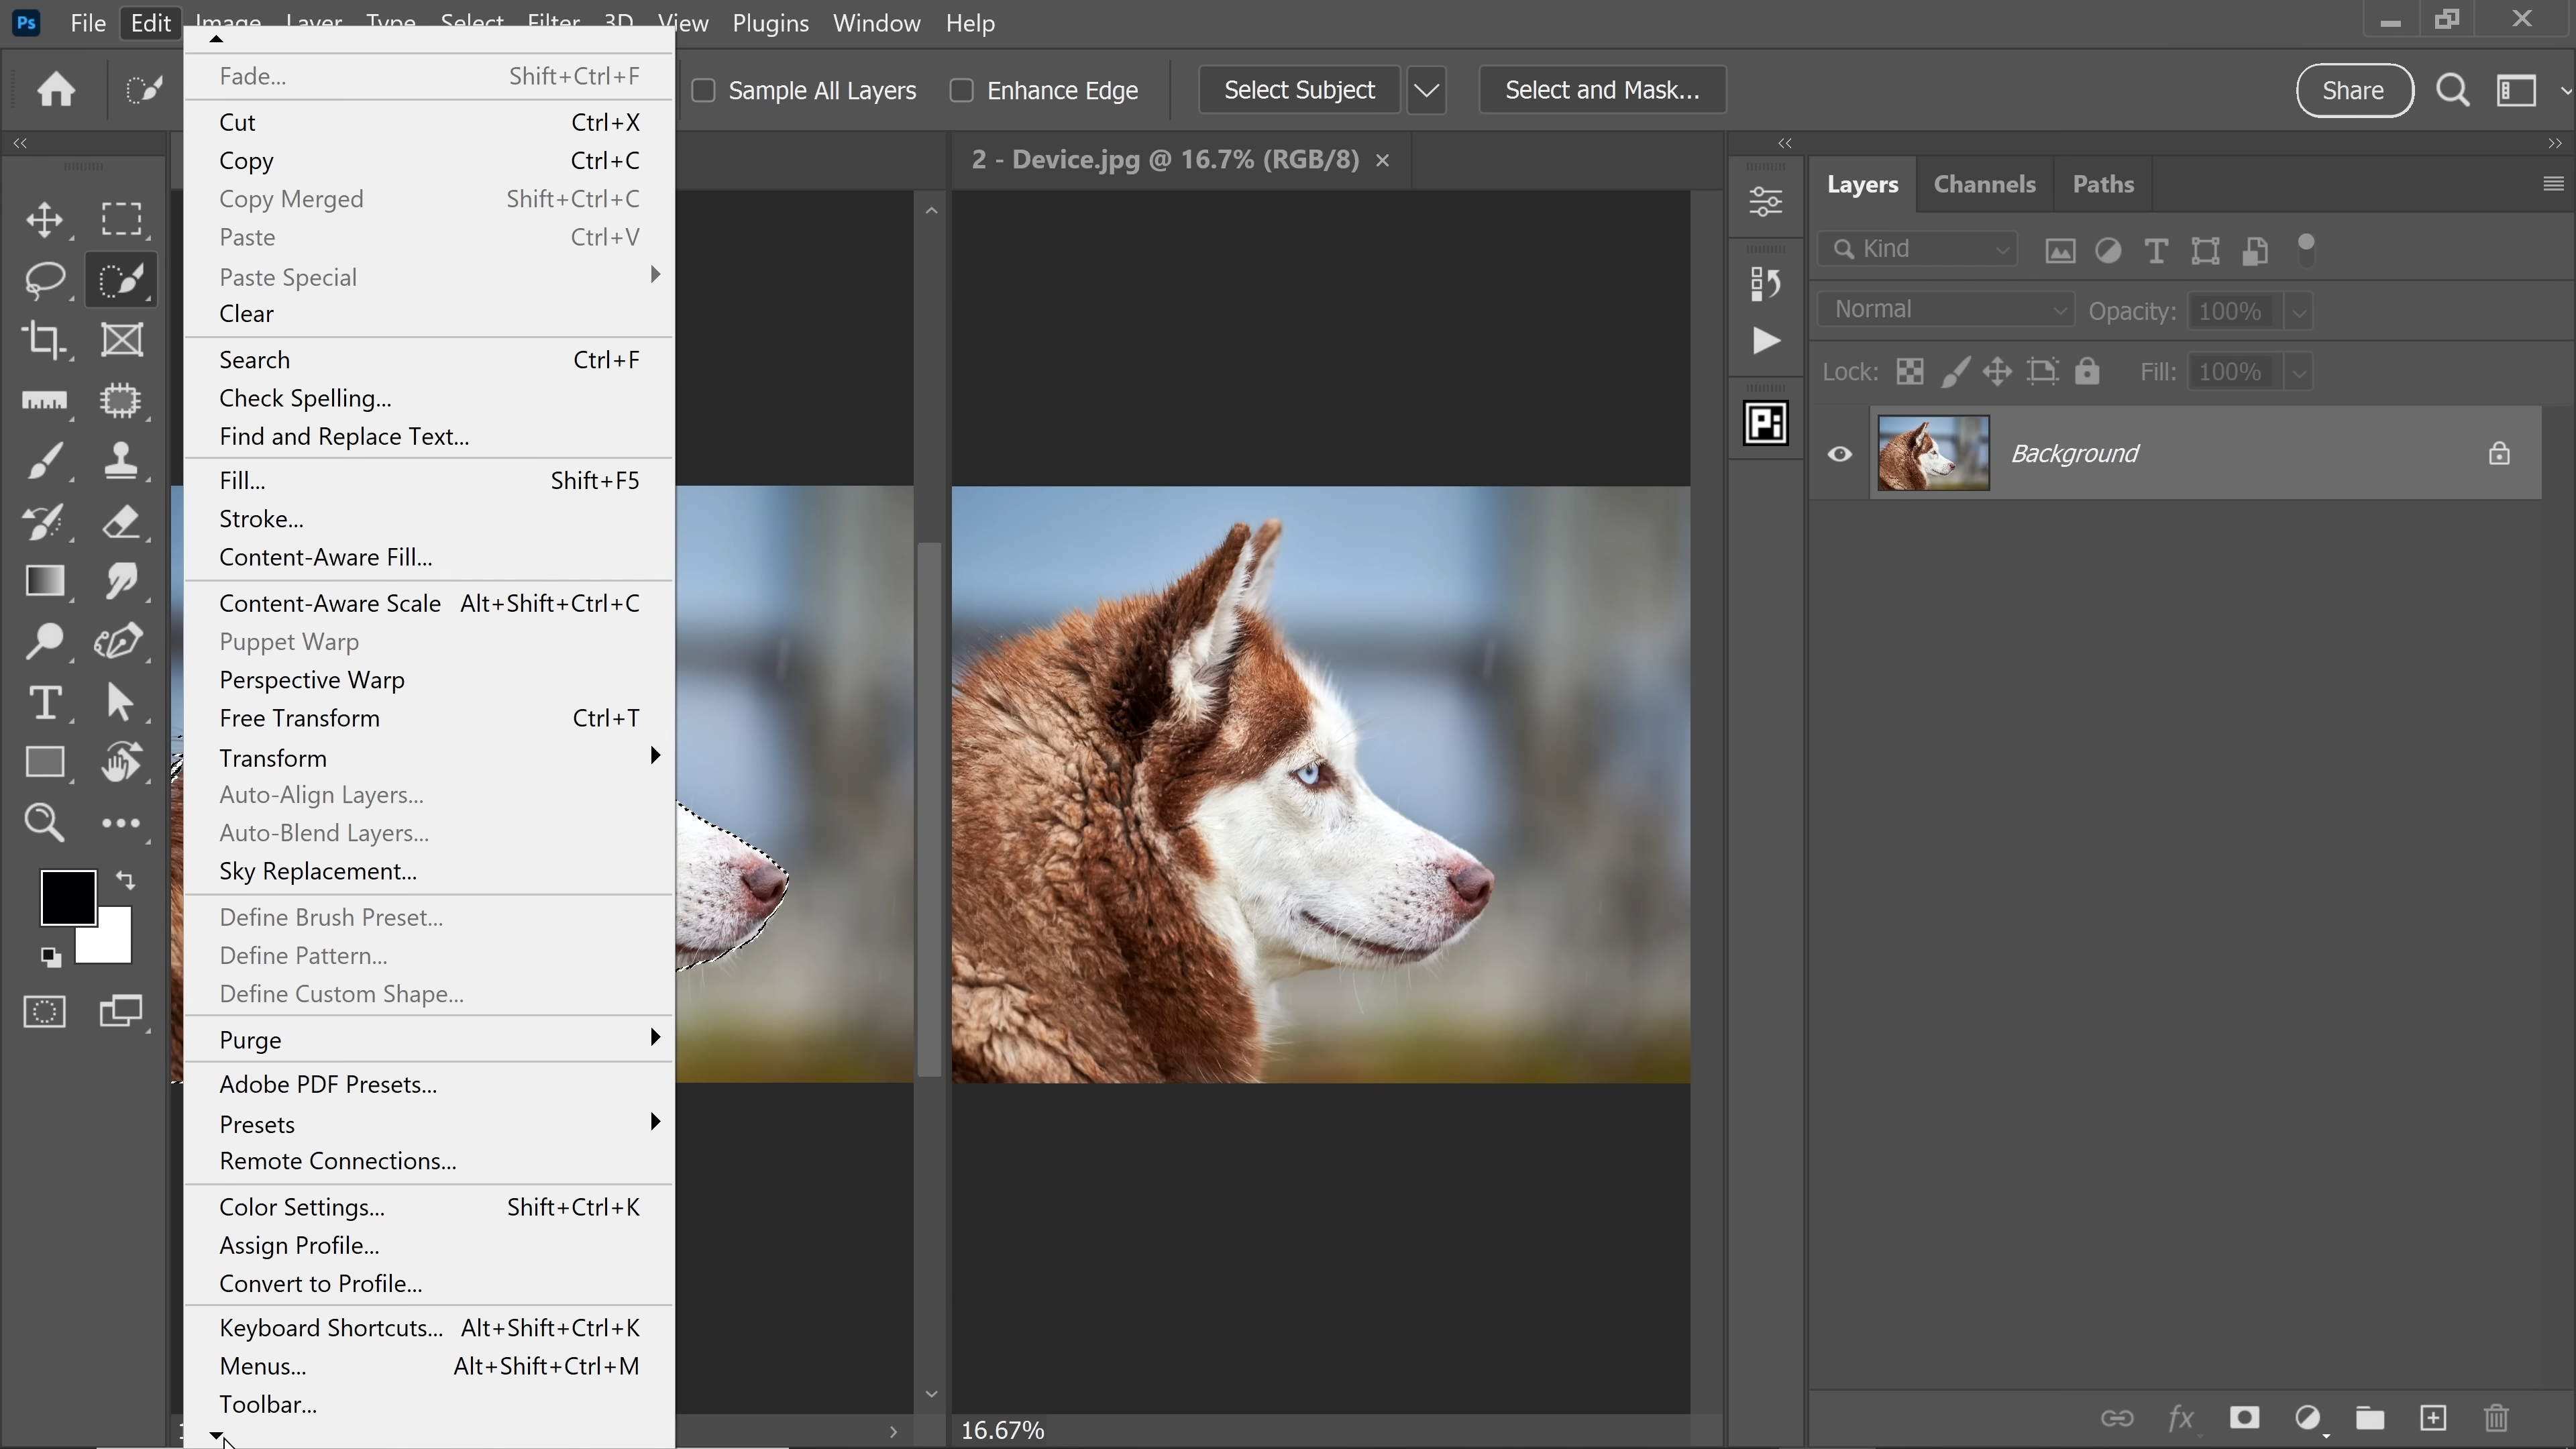 Ps File Edit Image Layer Type Select Filter 3D View Plugins Window Help
Sample All Layers Enhance Edge Select Subject Select and Mask... Share
Fade... Shift+Ctrl+F
Cut Ctrl+X
Copy Ctrl+C
Copy Merged Shift+Ctrl+C
Paste Ctrl+V
Paste Special
Clear
Search Ctrl+F
Check Spelling...
Find and Replace Text...
Fill... Shift+F5
Stroke...
Content-Aware Fill...
Content-Aware Scale Alt+Shift+Ctrl+C
Puppet Warp
Perspective Warp
Free Transform Ctrl+T
Transform
Auto-Align Layers...
Auto-Blend Layers...
Sky Replacement...
Define Brush Preset...
Define Pattern...
Define Custom Shape...
Purge
Adobe PDF Presets...
Presets
Remote Connections...
Color Settings... Shift+Ctrl+K
Assign Profile...
Convert to Profile...
Keyboard Shortcuts... Alt+Shift+Ctrl+K
Menus... Alt+Shift+Ctrl+M
Toolbar...
2 - Device.jpg @ 16.7% (RGB/8)
16.67%
Pi
Layers Channels Paths
Kind
Normal Opacity: 100%
Lock: Fill: 100%
Background
fx